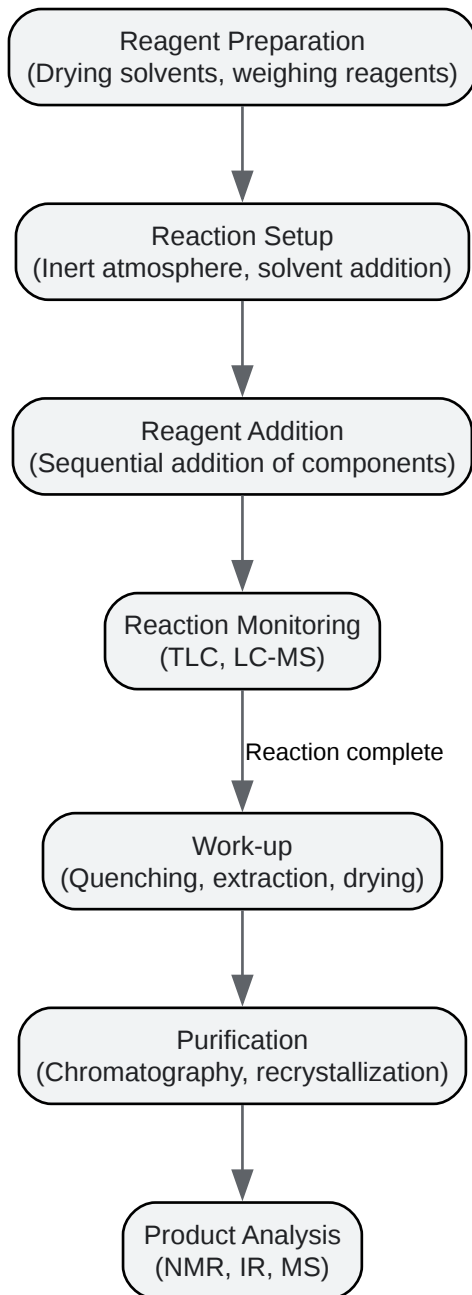 Reagent Preparation
(Drying solvents, weighing reagents)
Reaction Setup
(Inert atmosphere, solvent addition)
Reagent Addition
(Sequential addition of components)
Reaction Monitoring
(TLC, LC-MS)
Reaction complete
Work-up
(Quenching, extraction, drying)
Purification
(Chromatography, recrystallization)
Product Analysis
(NMR, IR, MS)